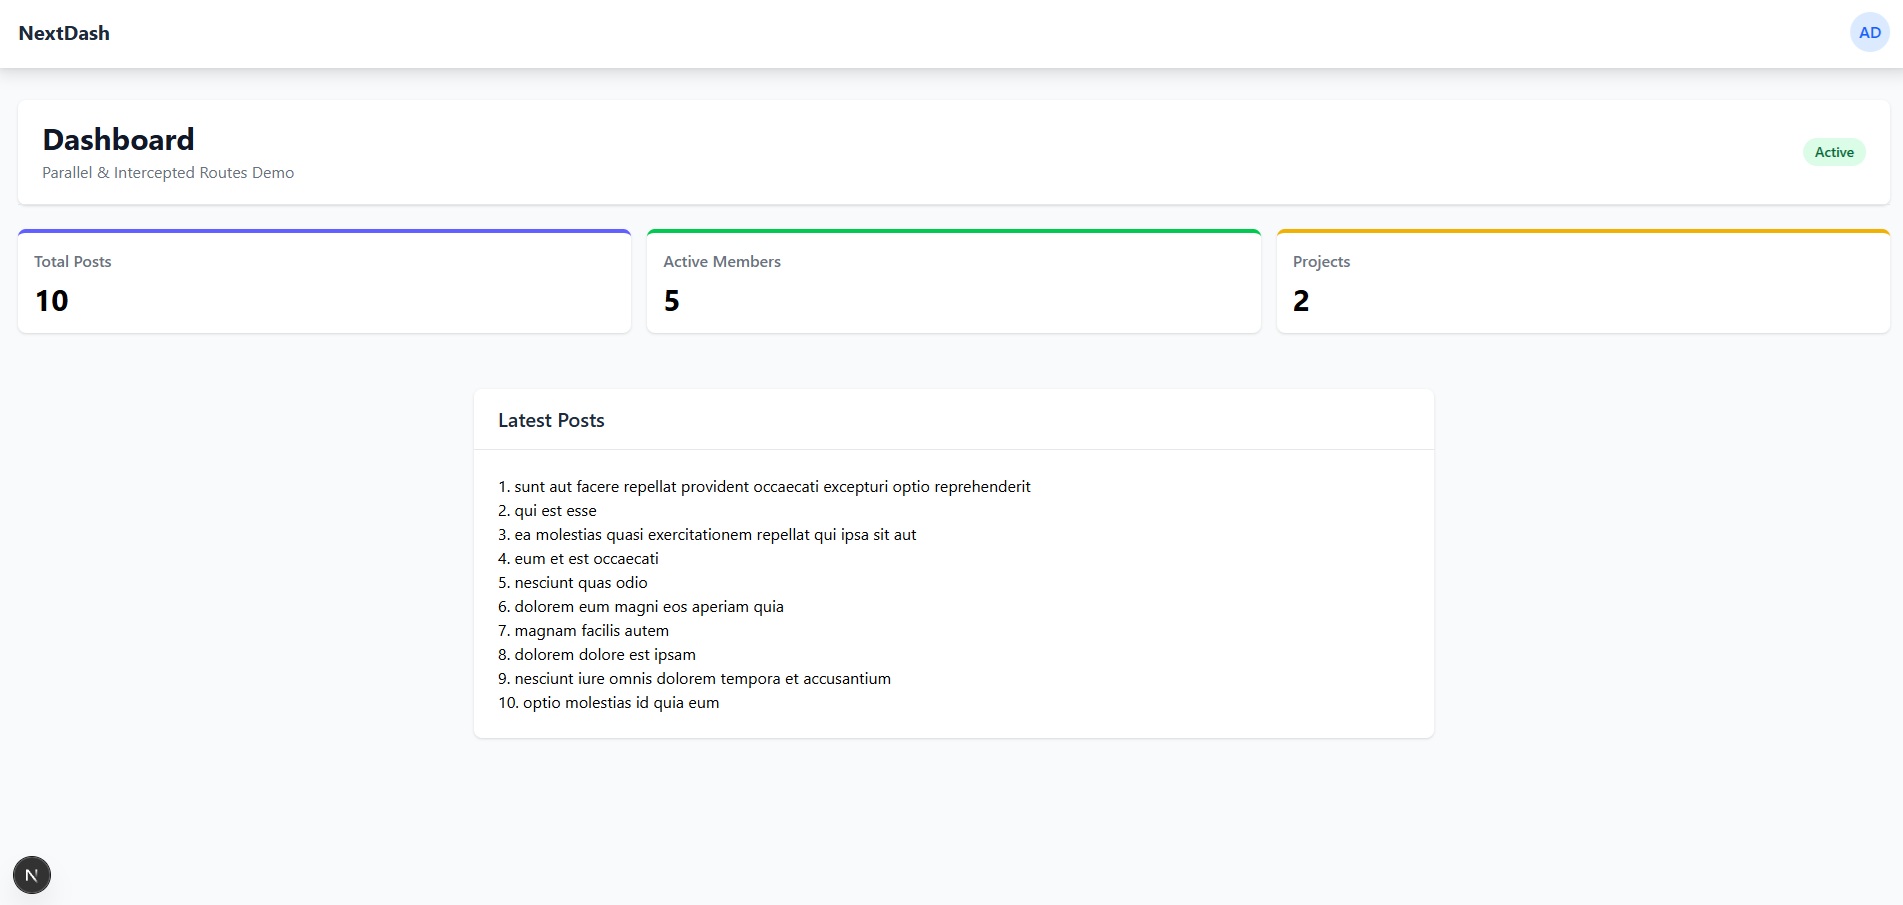 NextDash
AD
Dashboard
Parallel & Intercepted Routes Demo
Active
Total Posts
10
Active Members
5
Projects
2
Latest Posts
1. sunt aut facere repellat provident occaecati excepturi optio reprehenderit
2. qui est esse
3. ea molestias quasi exercitationem repellat qui ipsa sit aut
4. eum et est occaecati
5. nesciunt quas odio
6. dolorem eum magni eos aperiam quia
7. magnam facilis autem
8. dolorem dolore est ipsam
9. nesciunt iure omnis dolorem tempora et accusantium
10. optio molestias id quia eum
N